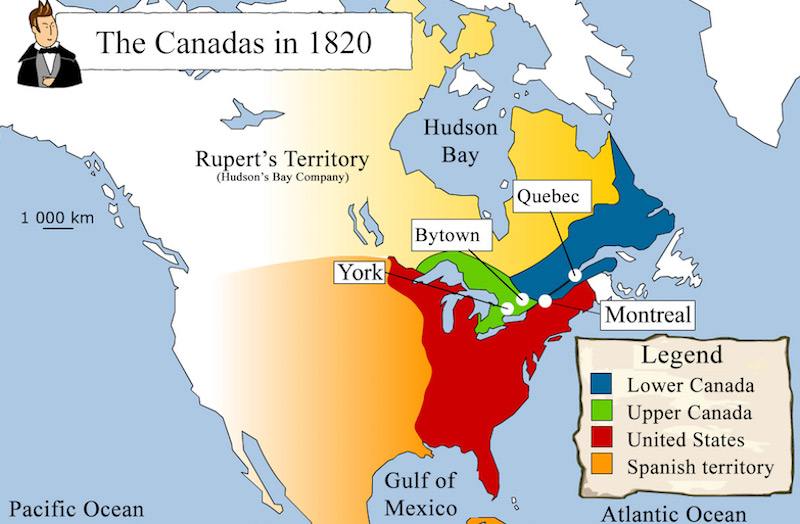 The Canadas in 1820
Hudson
Bay
Rupert's Territory
(Hudson's Bay Company)
Quebec
1 000 km
Bytown
York
Montreal
Legend
Lower Canada
Upper Canada
United States
Spanish territory
Gulf of
Mexico
Pacific Ocean
Atlantic Ocean